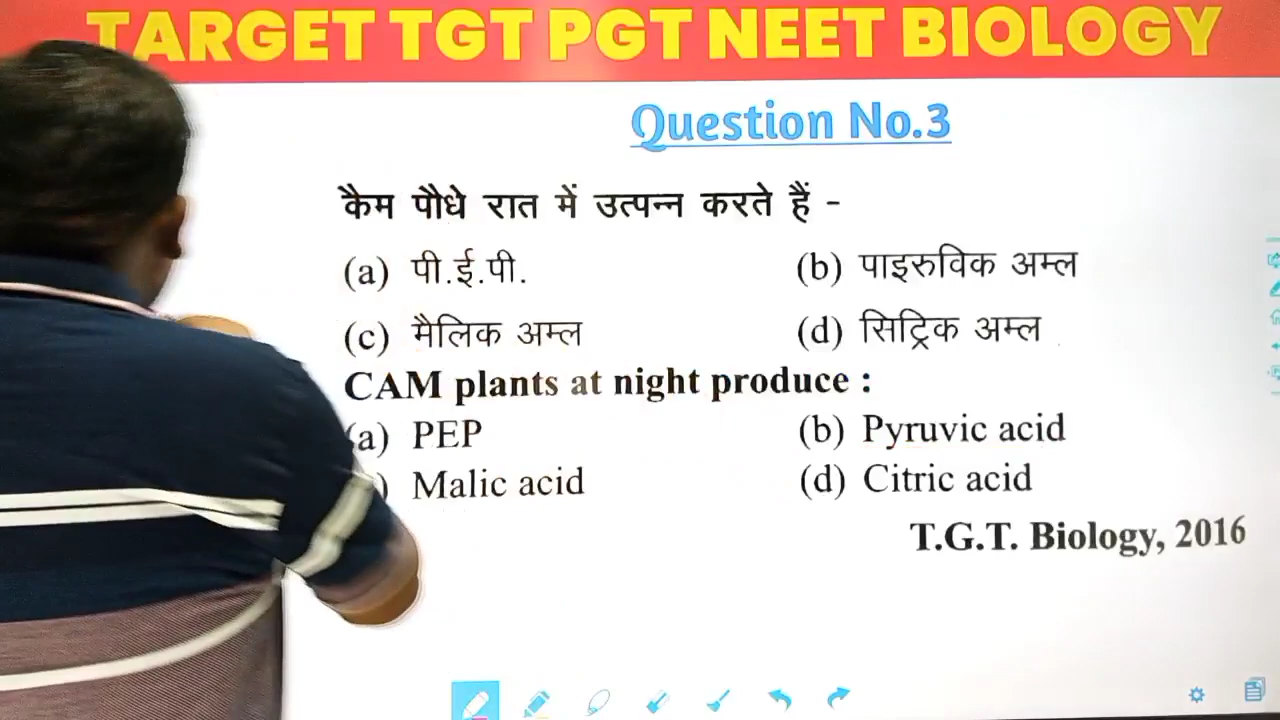 TARGET TGT PGT NEET BIOLOGY
Question No.3
कैम पौधे रात में उत्पन्न करते हैं -
(a) पी.ई.पी. (b) पाइरुविक अम्ल
(c) मैलिक अम्ल (d) सिट्रिक अम्ल
CAM plants at night produce :
(a) PEP (b) Pyruvic acid
) Malic acid (d) Citric acid
T.G.T. Biology, 2016